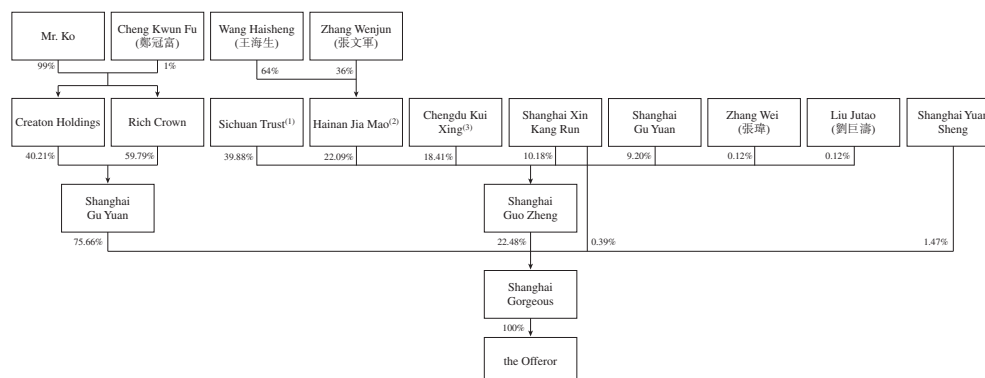 Mr. Ko
Cheng Kwun Fu
(鄭冠富)
Wang Haisheng
(王海生)
Zhang Wenjun
(張文軍)
99%
1%
64%
36%
Creaton Holdings
Rich Crown
Sichuan Trust(1)
Hainan Jia Mao(2)
Chengdu Kui
Xing(3)
Shanghai Xin
Kang Run
Shanghai
Gu Yuan
Zhang Wei
(張瑋)
Liu Jutao
(劉巨濤)
Shanghai Yuan
Sheng
40.21%
59.79%
39.88%
22.09%
18.41%
10.18%
9.20%
0.12%
0.12%
Shanghai
Gu Yuan
Shanghai
Guo Zheng
75.66%
22.48%
0.39%
1.47%
Shanghai
Gorgeous
100%
the Offeror